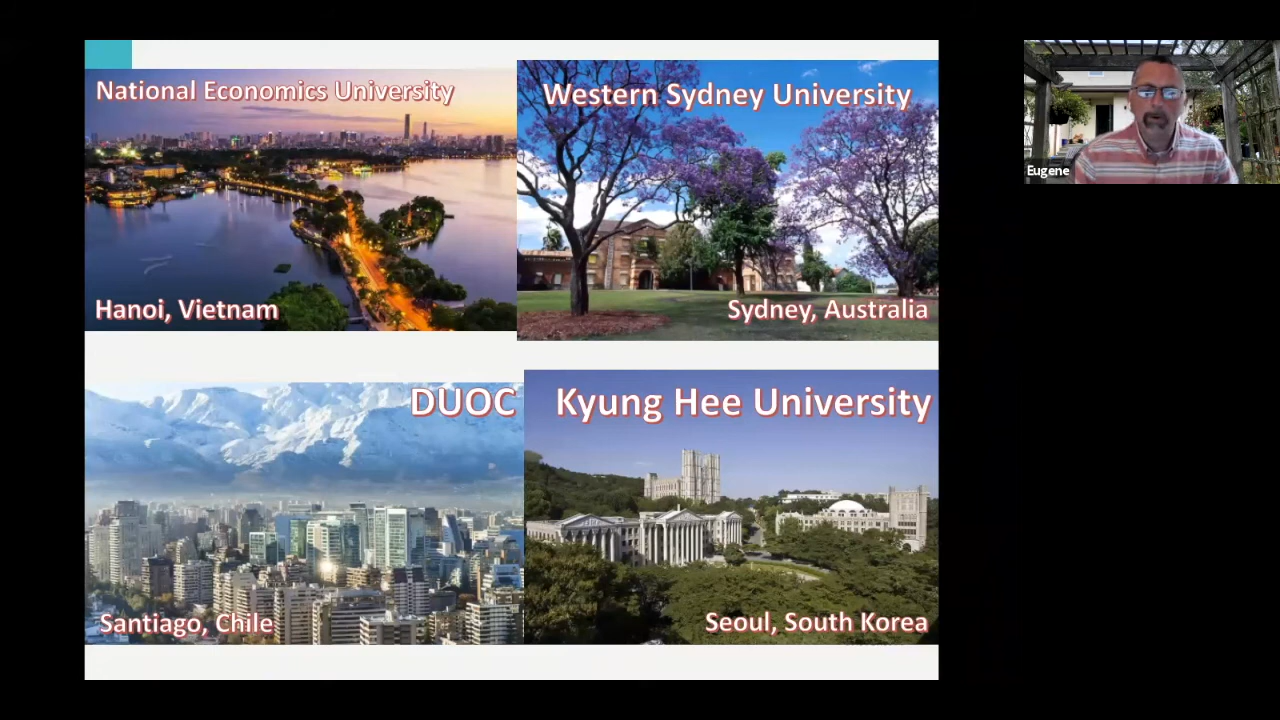 National Economics University
Hanoi, Vietnam
Western Sydney University
Sydney, Australia
DUOC
Santiago, Chile
Kyung Hee University
Seoul, South Korea
Eugene